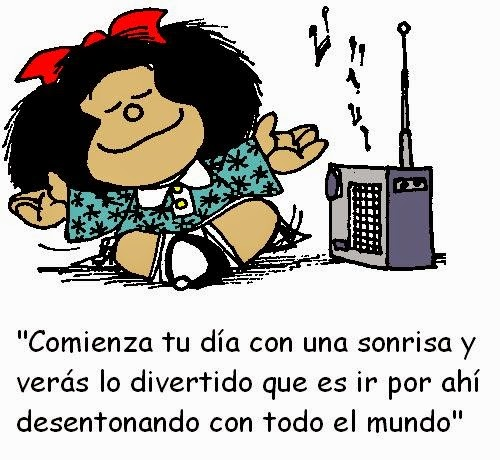 "Comienza tu día con una sonrisa y
verás lo divertido que es ir por ahí
desentonando con todo el mundo"